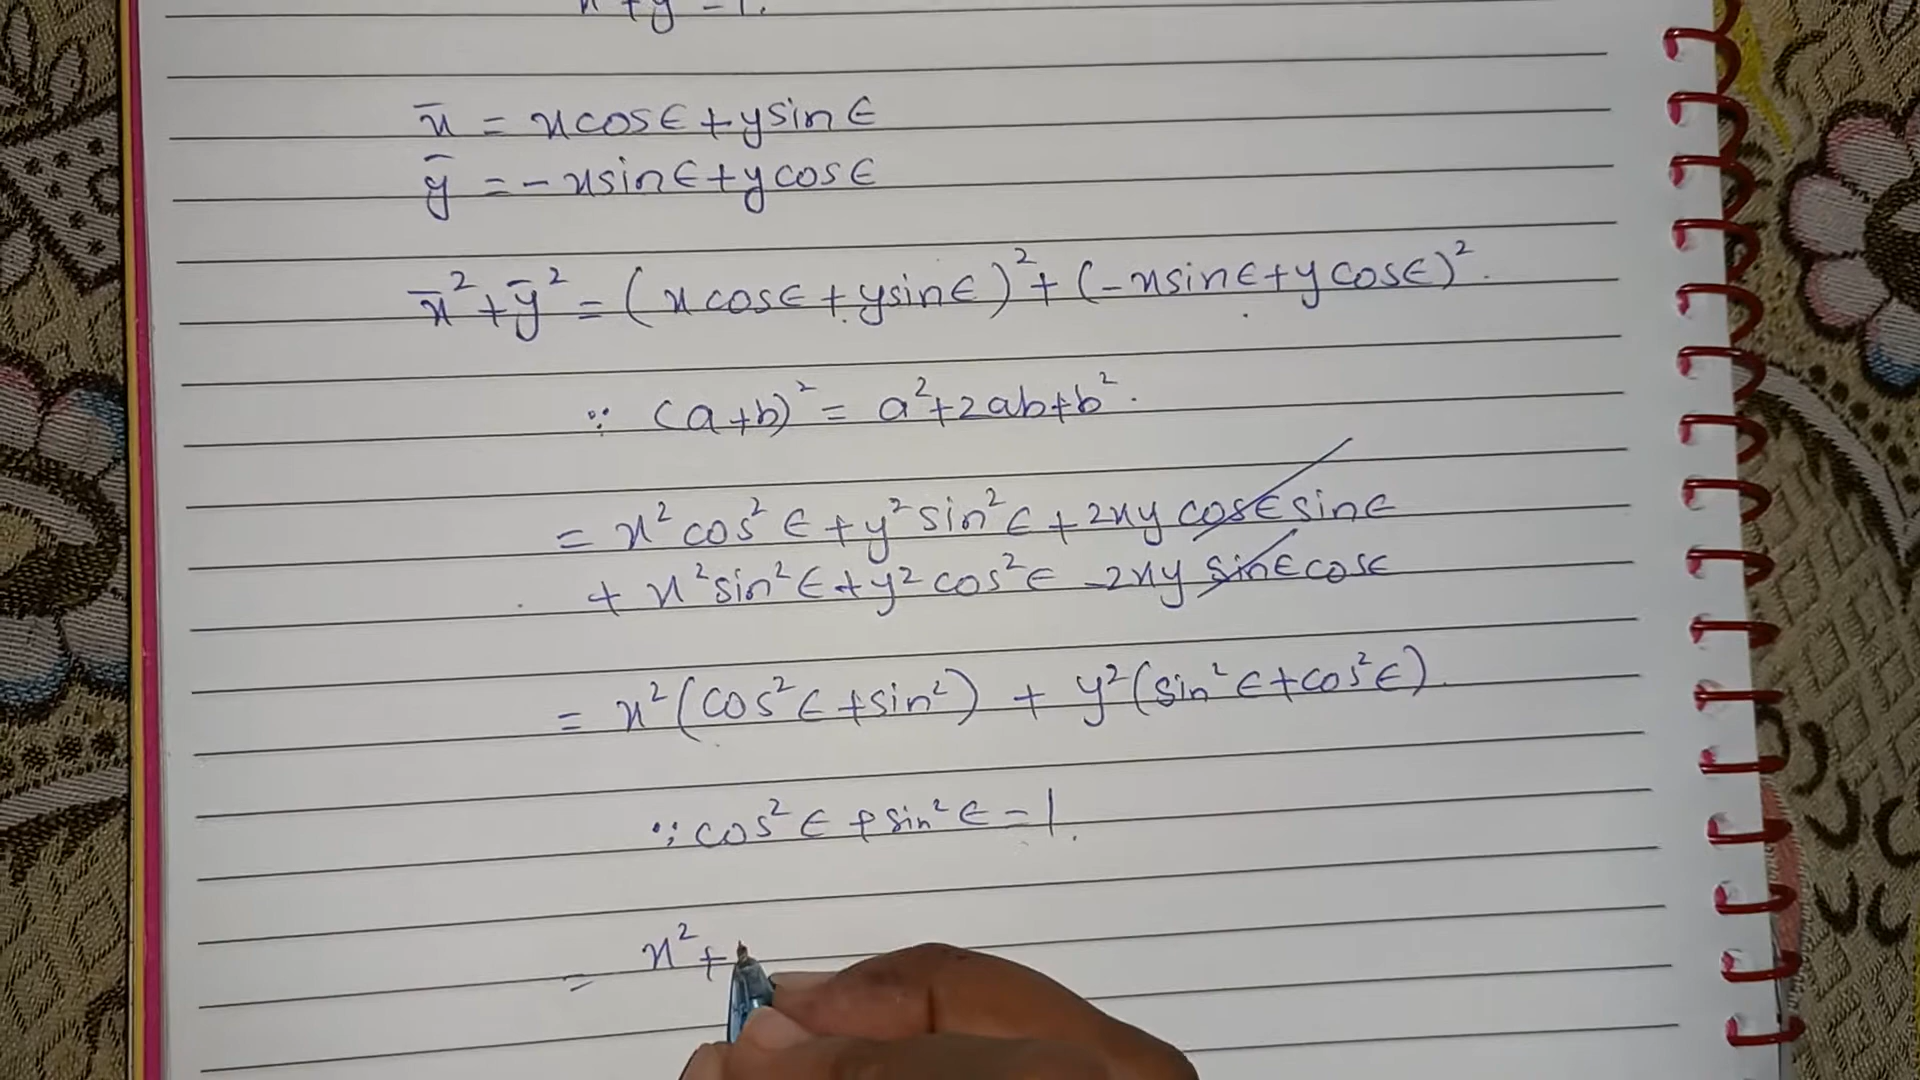 x̄ = x cos ϵ + y sin ϵ
ȳ = - x sin ϵ + y cos ϵ
x̄² + ȳ² = (x cos ϵ + y sin ϵ)² + (-x sin ϵ + y cos ϵ)².
∵ (a+b)² = a² + 2ab + b².
= x² cos² ϵ + y² sin² ϵ + 2xy cos ϵ sin ϵ
+ x² sin² ϵ + y² cos² ϵ - 2xy sin ϵ cos ϵ
= x² (cos² ϵ + sin²) + y² (sin² ϵ + cos² ϵ).
∵ cos² ϵ + sin² ϵ = 1.
= x² +